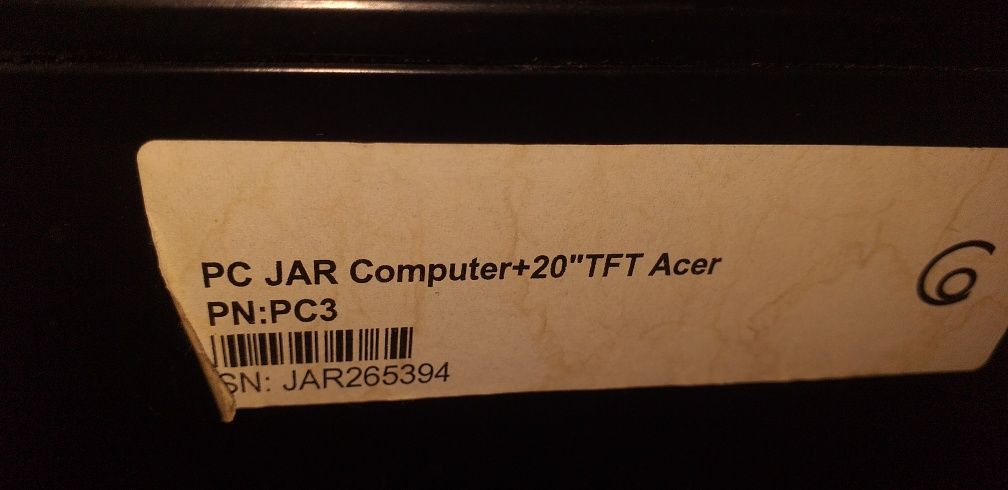 PC JAR Computer+20"TFT Acer
PN:PC3
SN: JAR265394
6